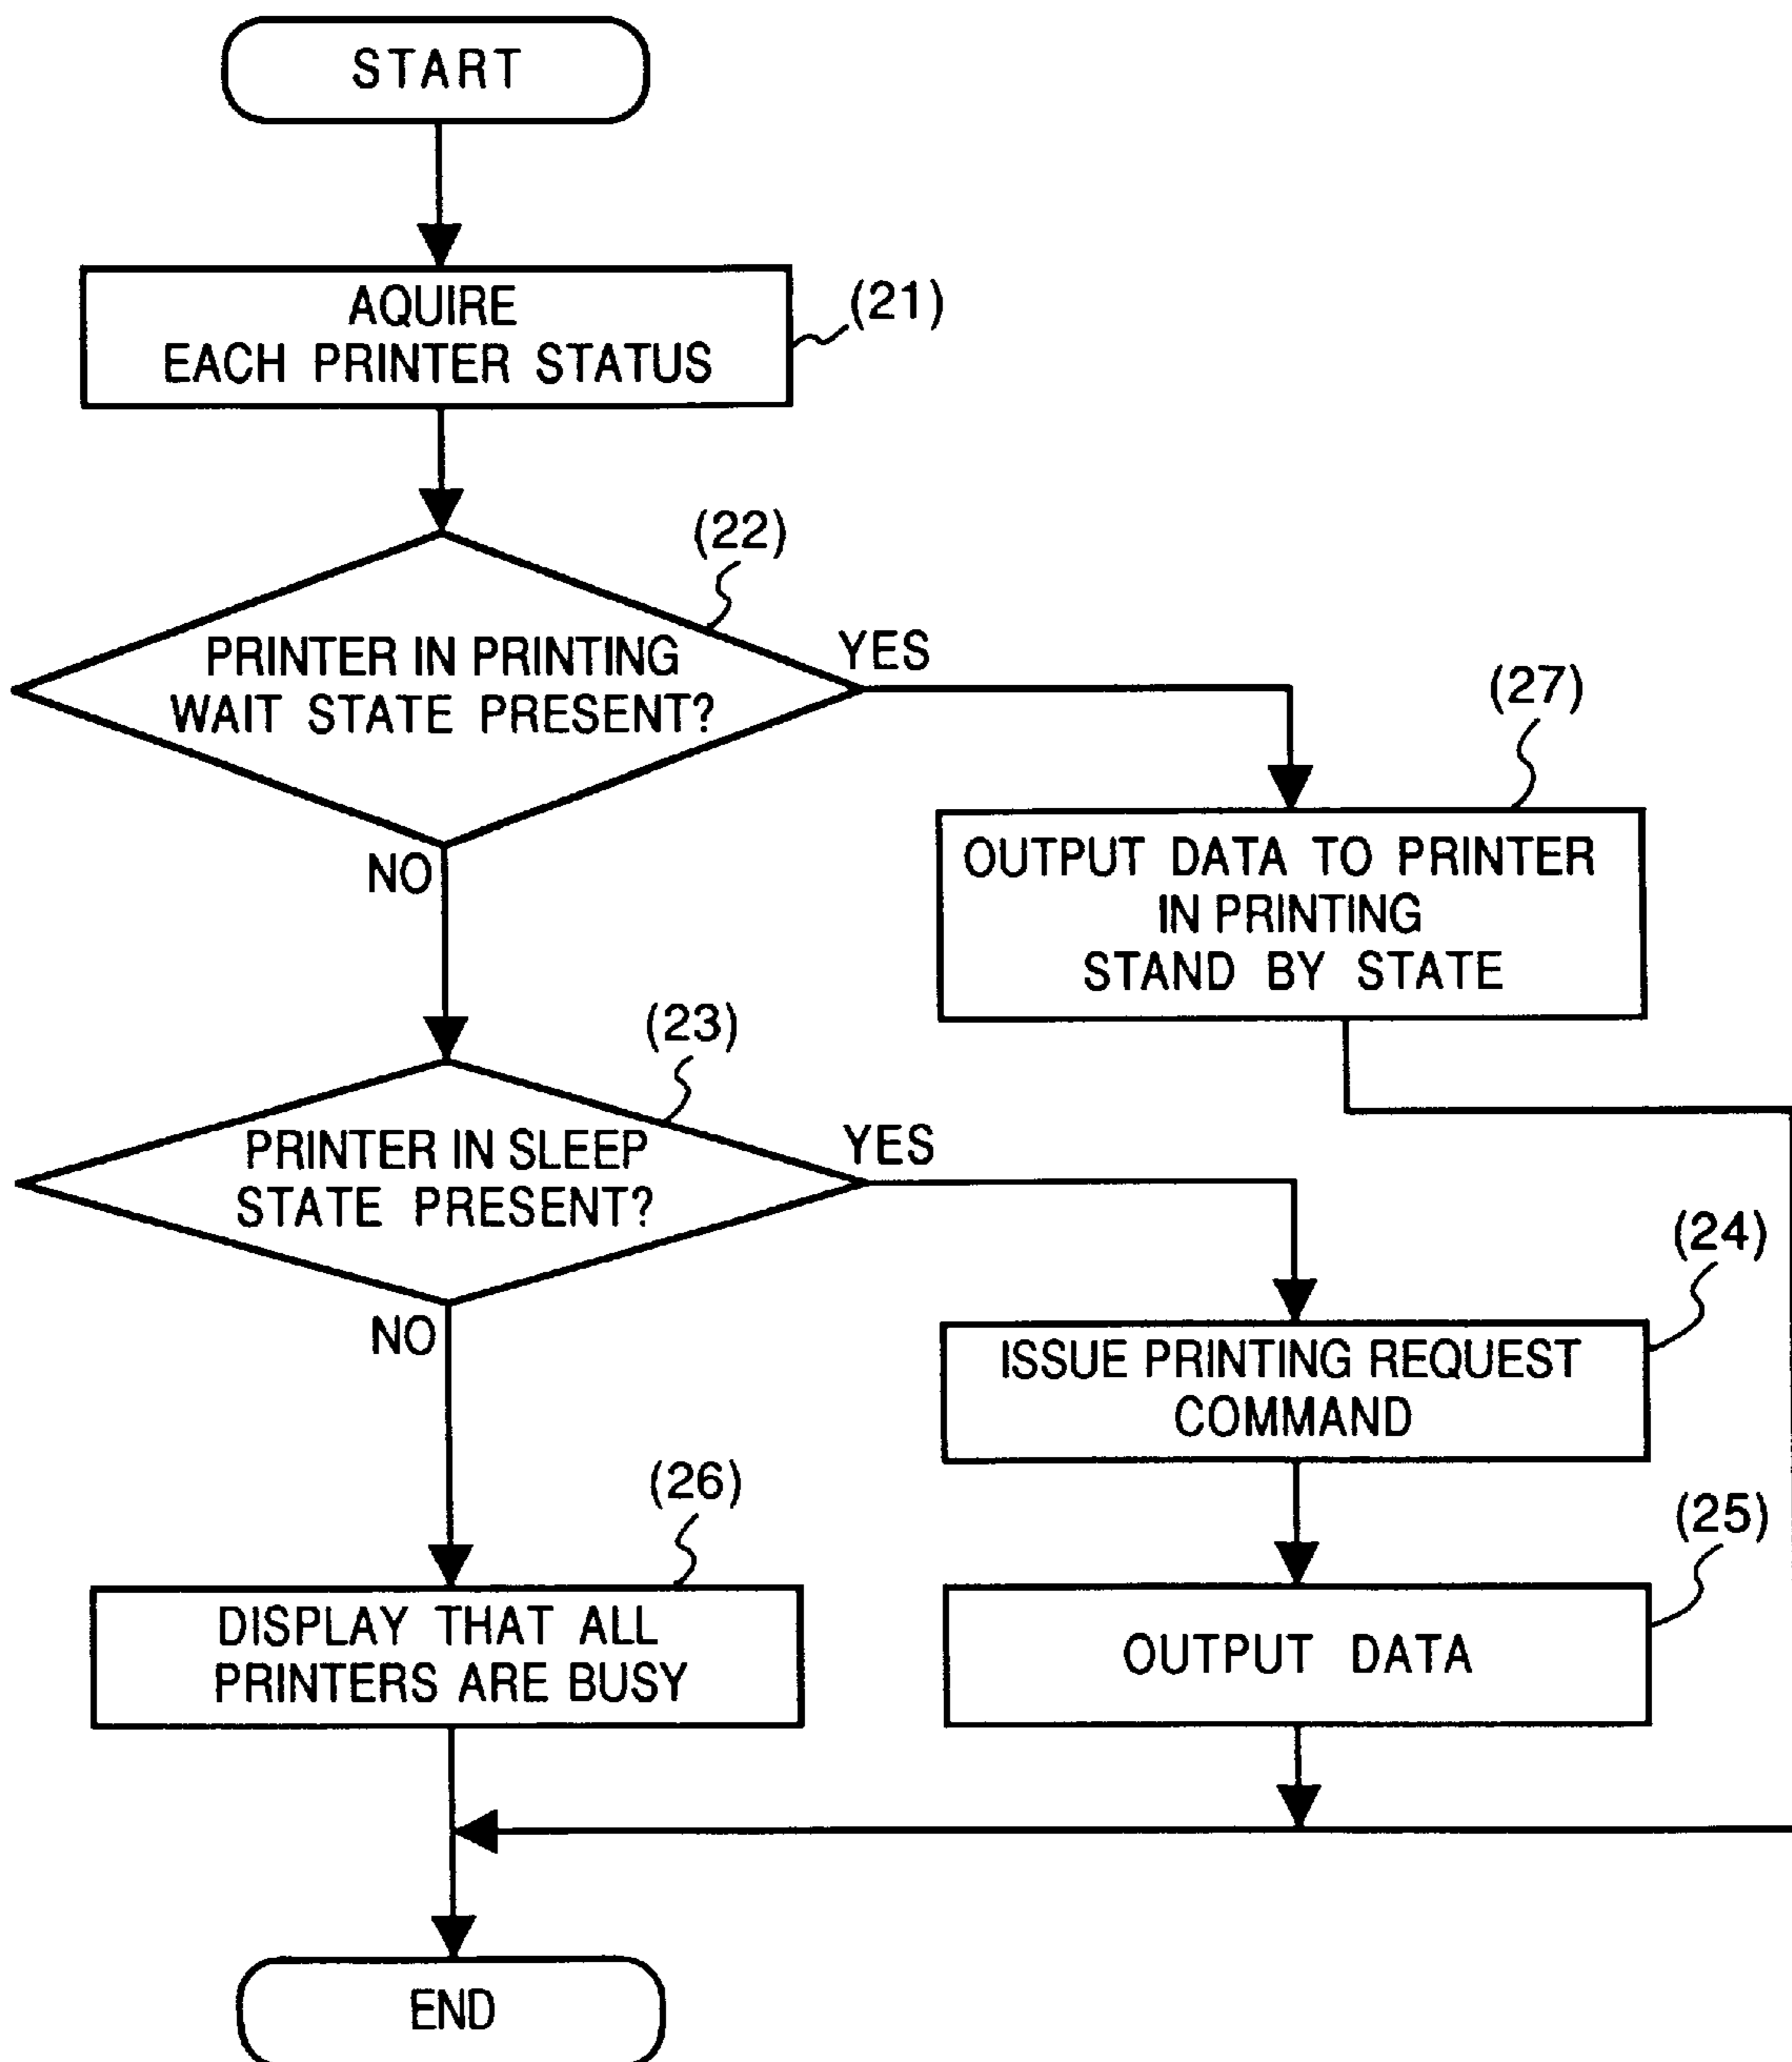 START
AQUIRE
EACH PRINTER STATUS
(21)
(22)
PRINTER IN PRINTING
WAIT STATE PRESENT?
YES
NO
(27)
OUTPUT DATA TO PRINTER
IN PRINTING
STAND BY STATE
(23)
PRINTER IN SLEEP
STATE PRESENT?
YES
NO
(24)
ISSUE PRINTING REQUEST
COMMAND
(25)
OUTPUT DATA
(26)
DISPLAY THAT ALL
PRINTERS ARE BUSY
END